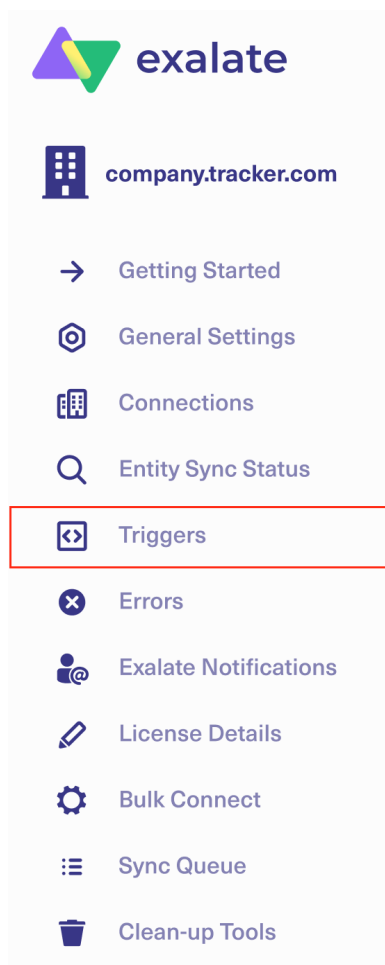 exalate
company.tracker.com
Getting Started
General Settings
Connections
Entity Sync Status
Triggers
Errors
Exalate Notifications
License Details
Bulk Connect
Sync Queue
Clean-up Tools